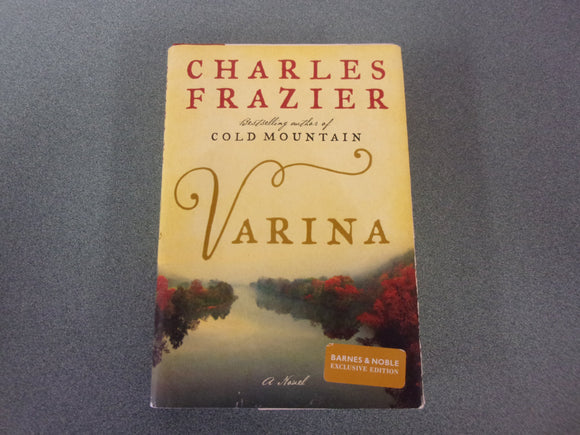 CHARLES
FRAZIER
Bestselling author of
COLD MOUNTAIN
VARINA
A Novel
BARNES & NOBLE
EXCLUSIVE EDITION